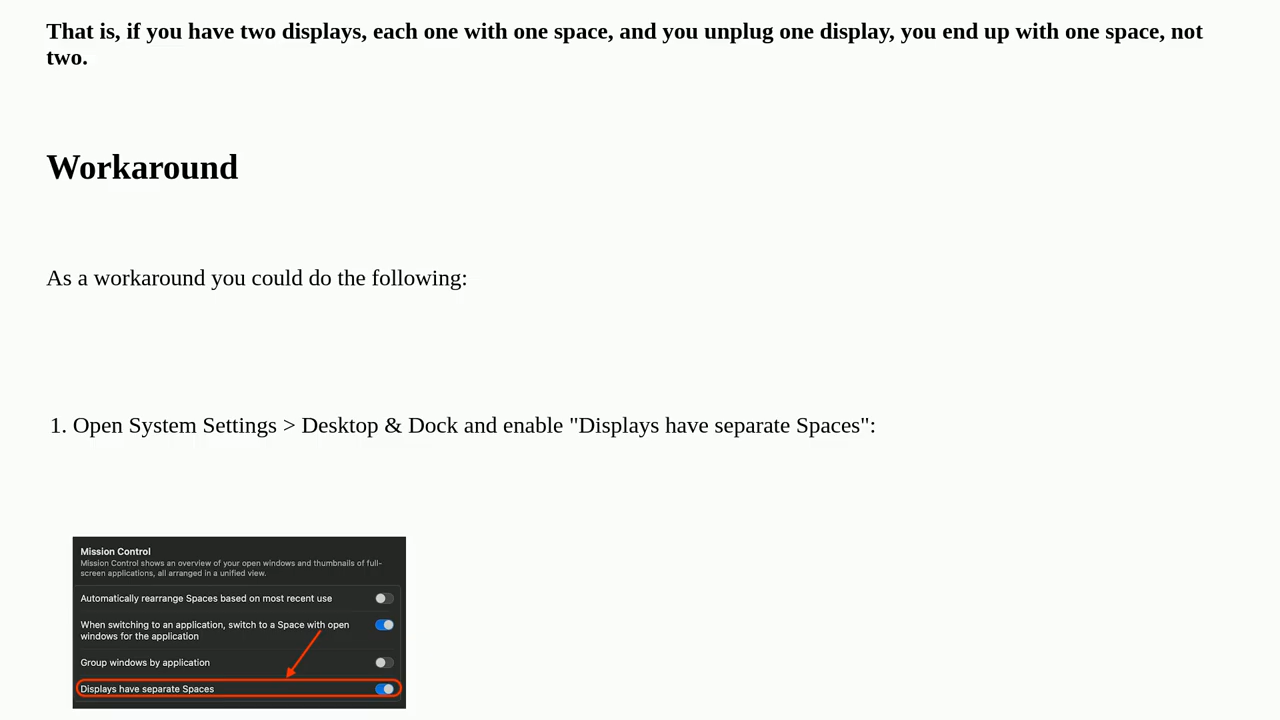 That is, if you have two displays, each one with one space, and you unplug one display, you end up with one space, not
two.
Workaround
As a workaround you could do the following:
1. Open System Settings > Desktop & Dock and enable "Displays have separate Spaces":
Mission Control
Mission Control shows an overview of your open windows and thumbnails of full-
screen applications, all arranged in a unified view.
Automatically rearrange Spaces based on most recent use
When switching to an application, switch to a Space with open
windows for the application
Group windows by application
Displays have separate Spaces